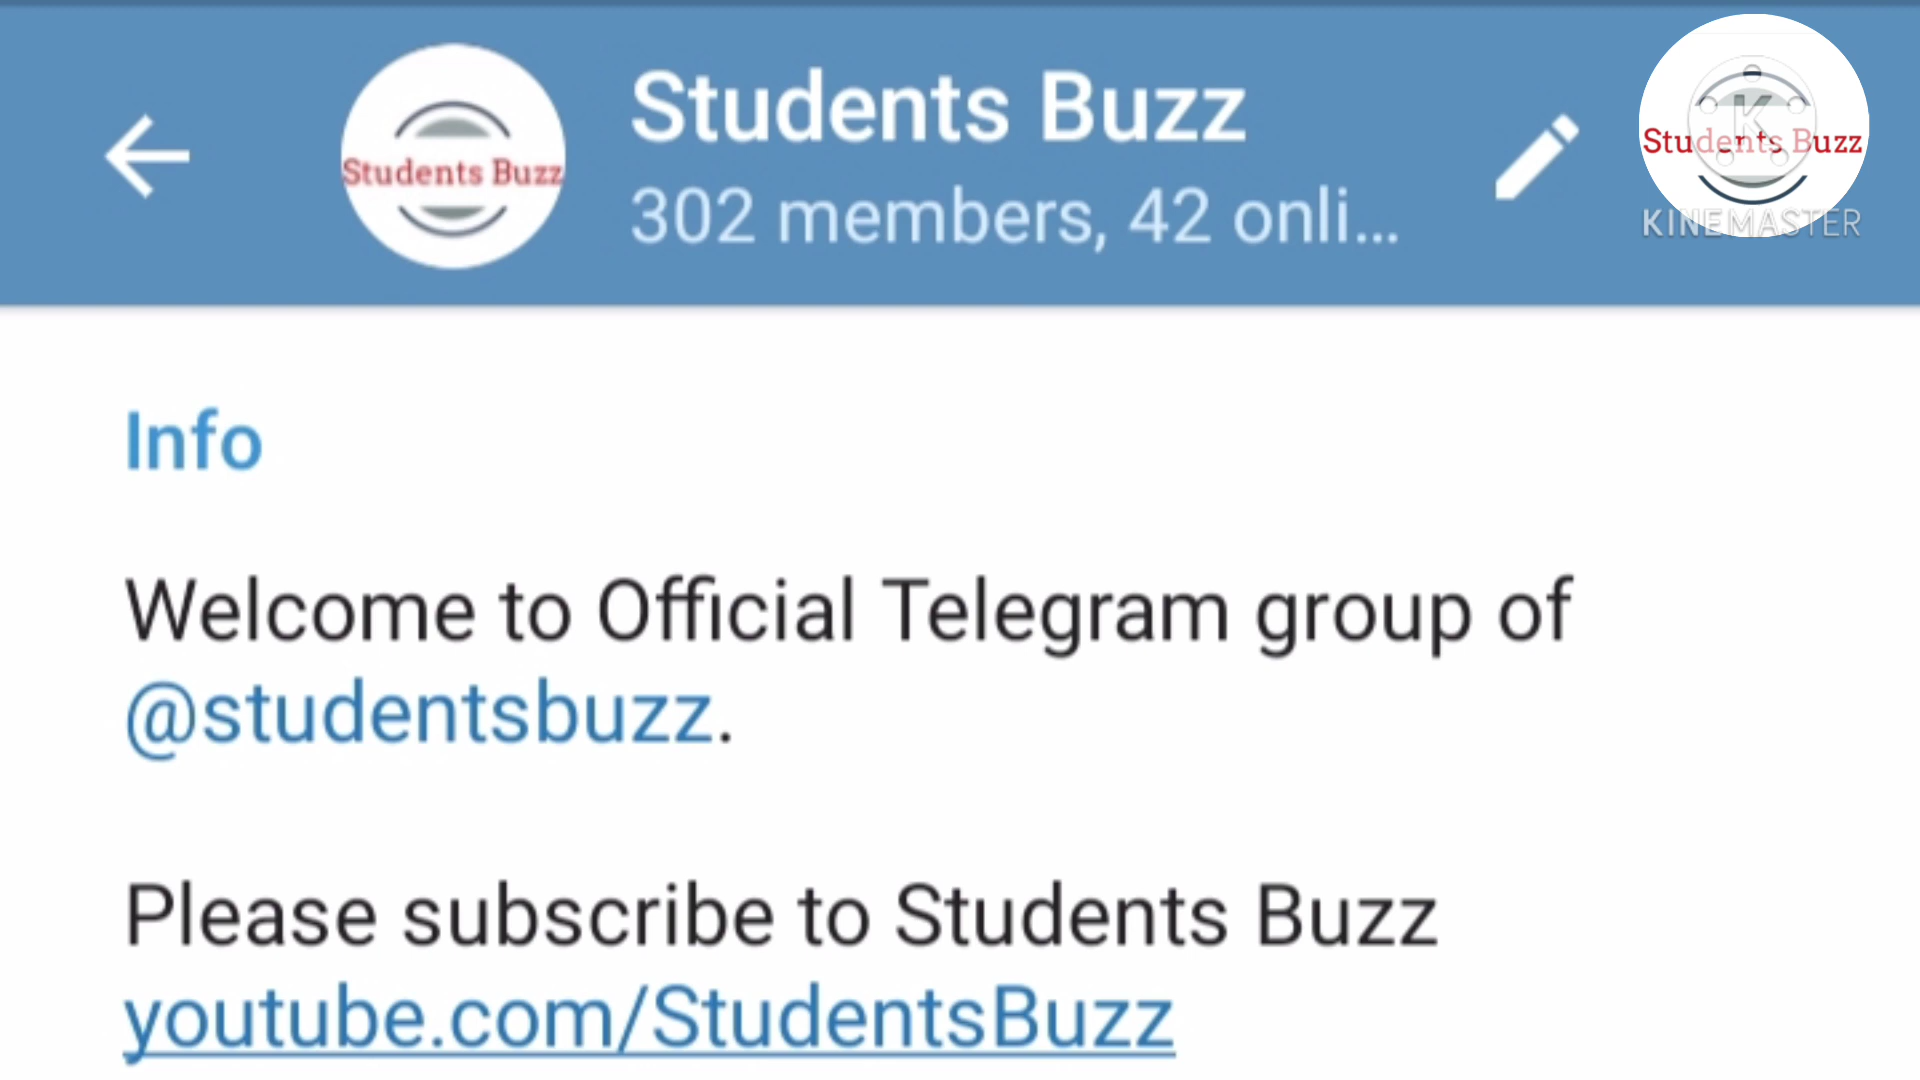 Students Buzz
Students Buzz
302 members, 42 onli...
K
Students Buzz
KINEMASTER
Info
Welcome to Official Telegram group of
@studentsbuzz.
Please subscribe to Students Buzz
youtube.com/StudentsBuzz